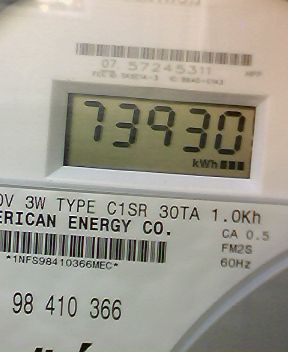 07 57245311
73930
kWh
0V 3W TYPE C1SR 30TA 1.0Kh
ERICAN ENERGY CO.
CA 0.5
FM2S
*1NFS98410366MEC*
60Hz
98 410 366